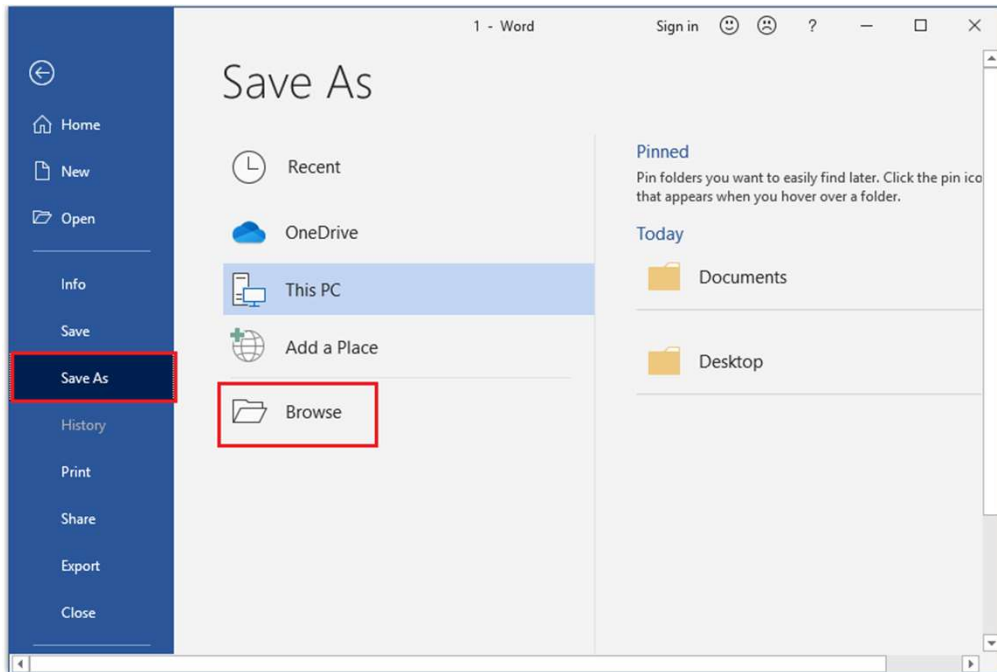 1 - Word
Sign in
?
Save As
Home
New
Open
Info
Save
Save As
History
Print
Share
Export
Close
Recent
OneDrive
This PC
Add a Place
Browse
Pinned
Pin folders you want to easily find later. Click the pin ico
that appears when you hover over a folder.
Today
Documents
Desktop